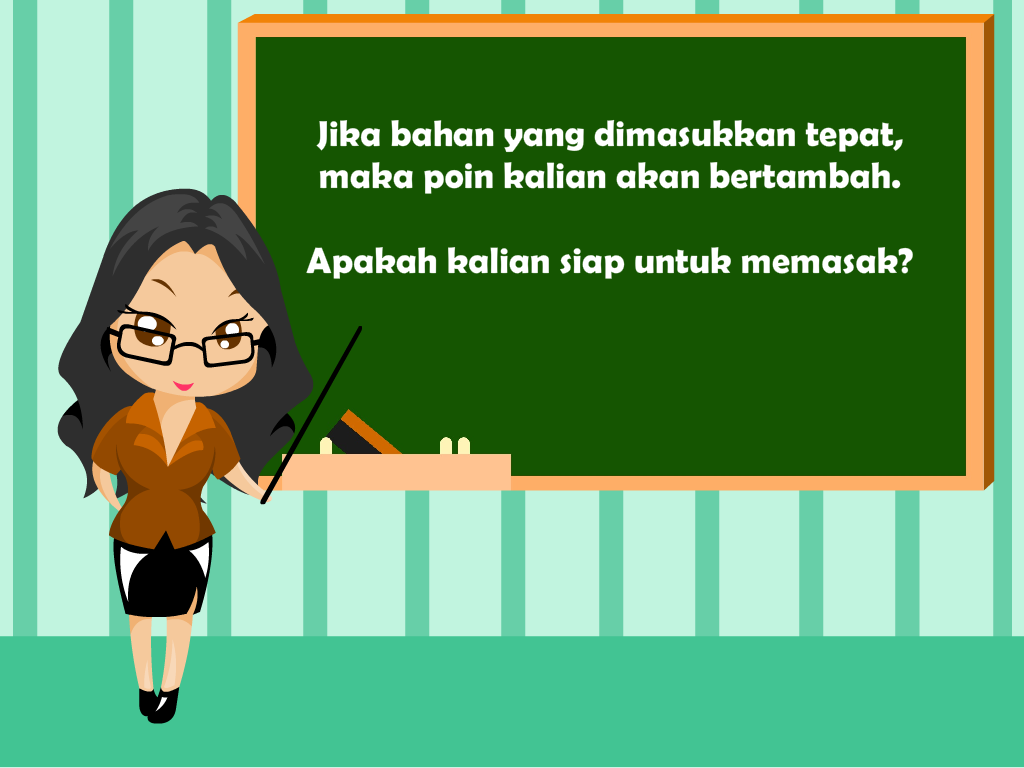 Jika bahan yang dimasukkan tepat,
maka poin kalian akan bertambah.
Apakah kalian siap untuk memasak?